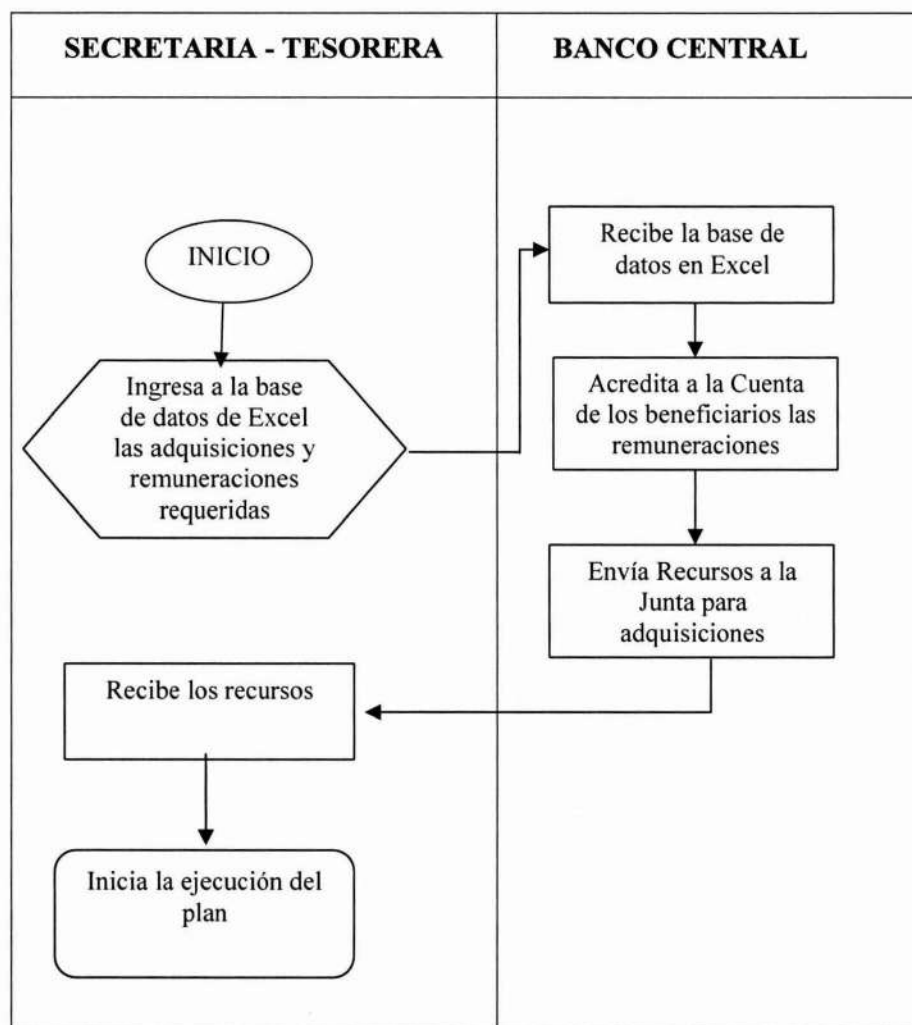 SECRETARIA - TESORERA
BANCO CENTRAL
INICIO
Ingresa a la base
de datos de Excel
las adquisiciones y
remuneraciones
requeridas
Recibe la base de
datos en Excel
Acredita a la Cuenta
de los beneficiarios las
remuneraciones
Envía Recursos a la
Junta para
adquisiciones
Recibe los recursos
Inicia la ejecución del
plan